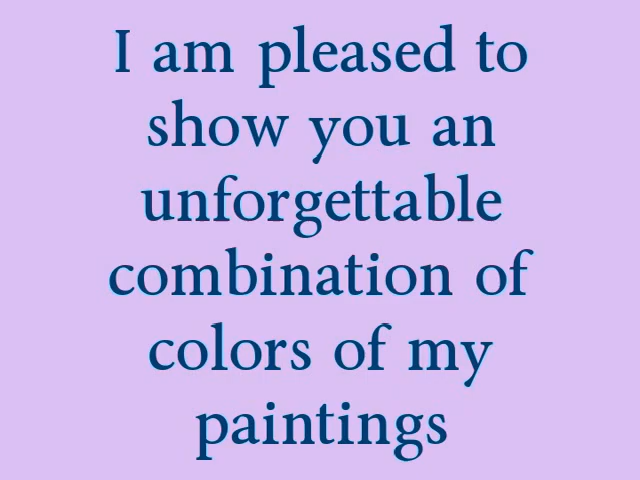 I am pleased to
show you an
unforgettable
combination of
colors of my
paintings